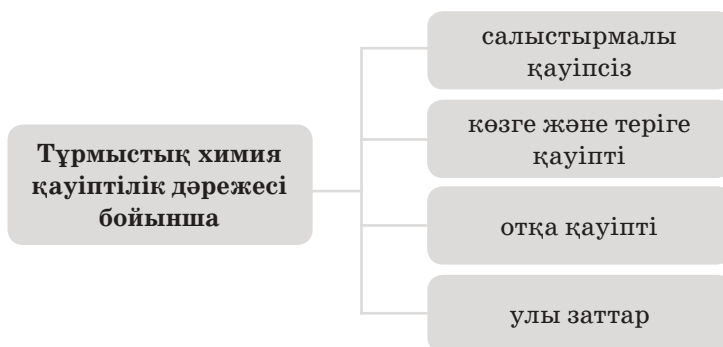 Тұрмыстық химия
қауіптілік дәрежесі
бойынша
салыстырмалы
қауіпсіз
көзге және теріге
қауіпті
отқа қауіпті
улы заттар